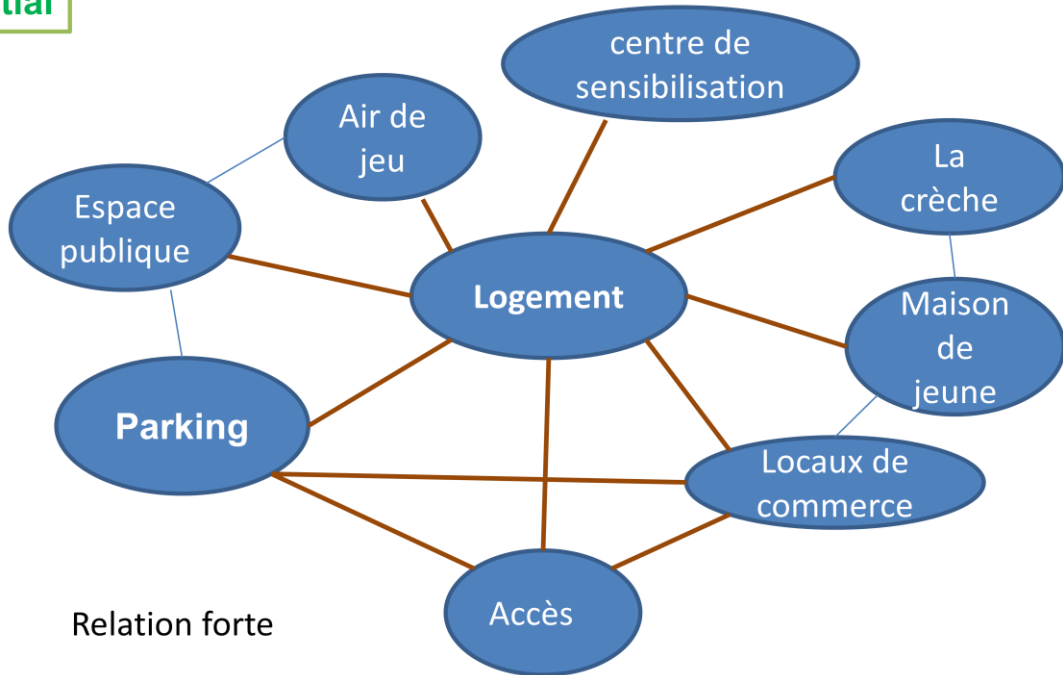 tial
centre de
sensibilisation
Air de
jeu
La
crèche
Espace
publique
Logement
Maison
de
jeune
Parking
Locaux de
commerce
Accès
Relation forte